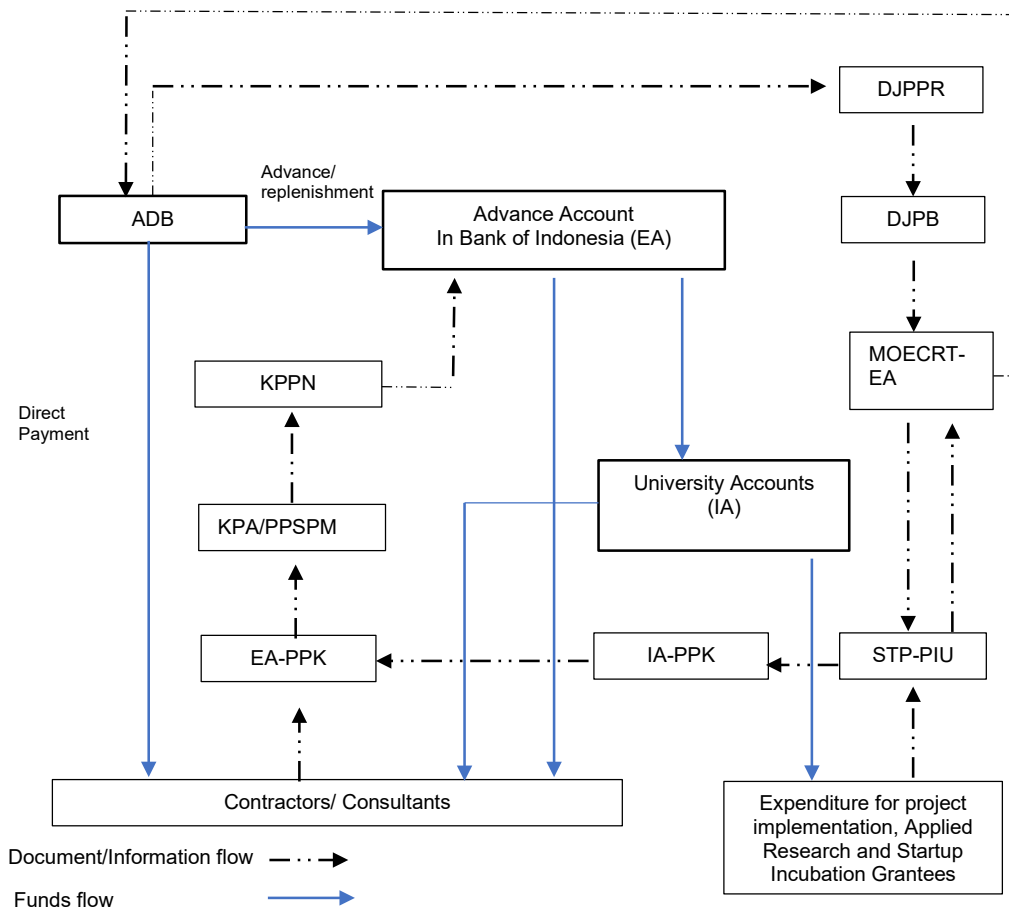 DJPPR
Advance/
replenishment
ADB
Advance Account
In Bank of Indonesia (EA)
DJPB
MOECRT-
EA
KPPN
Direct
Payment
University Accounts
(IA)
KPA/PPSPM
EA-PPK
IA-PPK
STP-PIU
Contractors/ Consultants
Expenditure for project
implementation, Applied
Research and Startup
Incubation Grantees
Document/Information flow
Funds flow